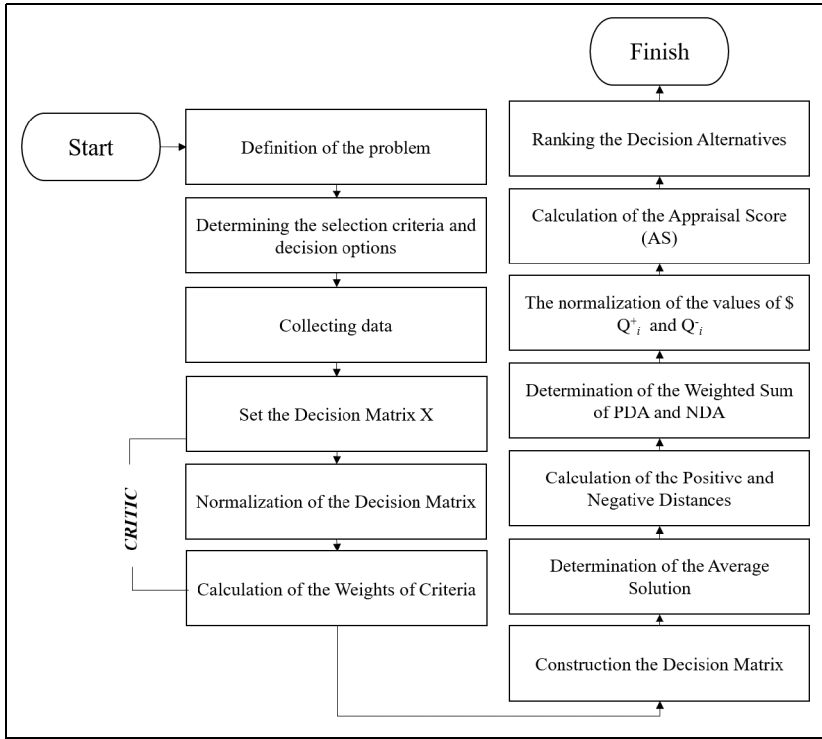 Start
Definition of the problem
Determining the selection criteria and
decision options
Collecting data
Set the Decision Matrix X
CRITIC
Normalization of the Decision Matrix
Calculation of the Weights of Criteria
Construction the Decision Matrix
Determination of the Average
Solution
Calculation of the Positive and
Negative Distances
Determination of the Weighted Sum
of PDA and NDA
The normalization of the values of $
Q⁺ᵢ and Q⁻ᵢ
Calculation of the Appraisal Score
(AS)
Ranking the Decision Alternatives
Finish